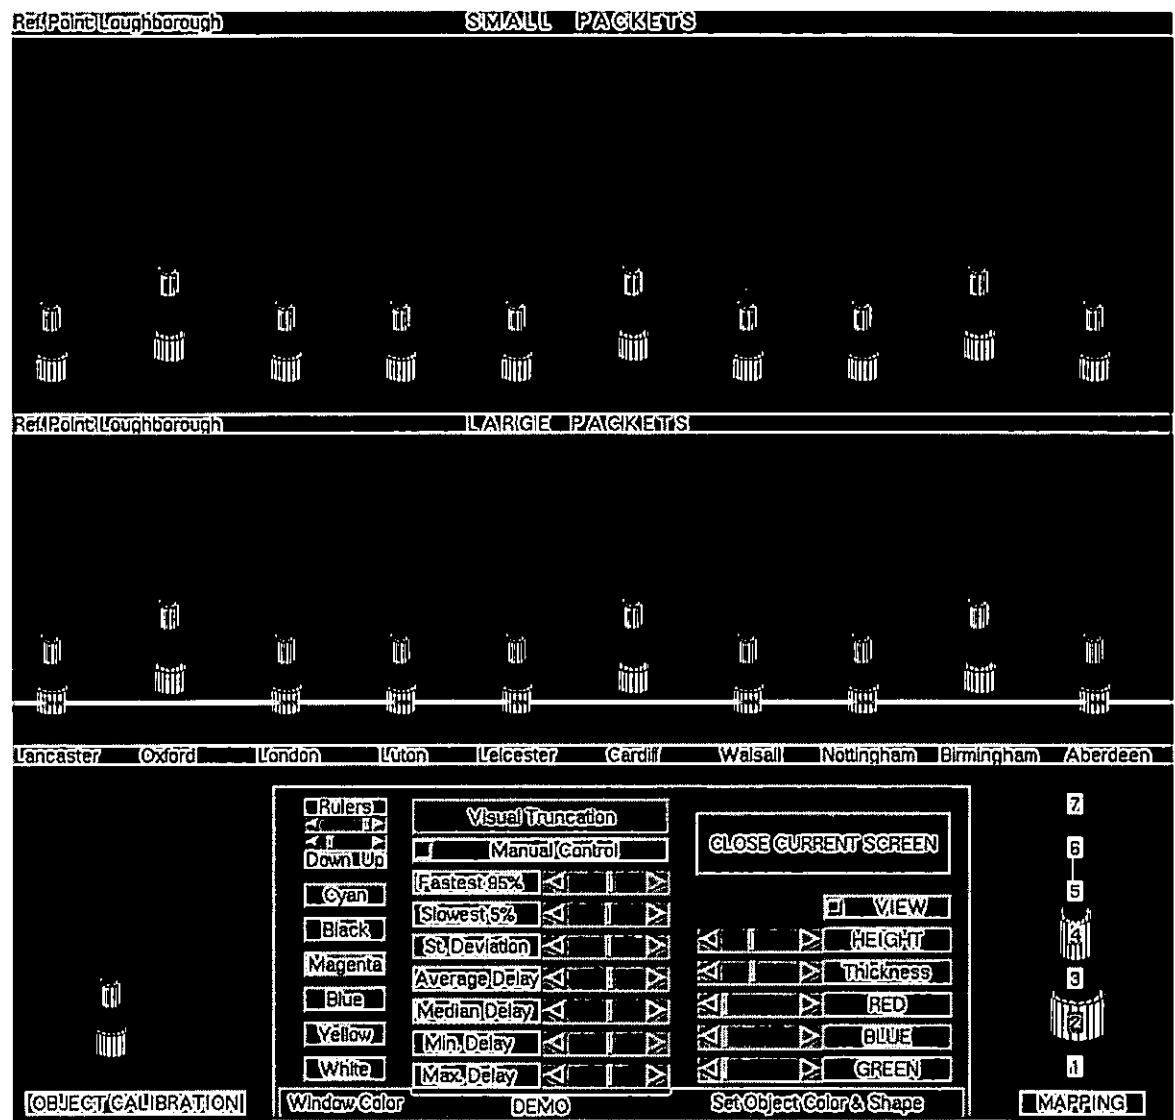 Ref. Point: Loughborough SMALL PACKETS
Ref. Point: Loughborough LARGE PACKETS
Lancaster Oxford London Luton Leicester Cardiff Walsall Nottingham Birmingham Aberdeen
Rulers
Down Up
Cyan
Black
Magenta
Blue
Yellow
White
Window Color
Visual Truncation
Manual Control
Fastest 95%
Slowest 5%
St. Deviation
Average Delay
Median Delay
Min. Delay
Max. Delay
DEMO
CLOSE CURRENT SCREEN
VIEW
HEIGHT
Thickness
RED
BLUE
GREEN
Set Object Color & Shape
7
6
5
4
3
2
1
MAPPING
OBJECT CALIBRATION